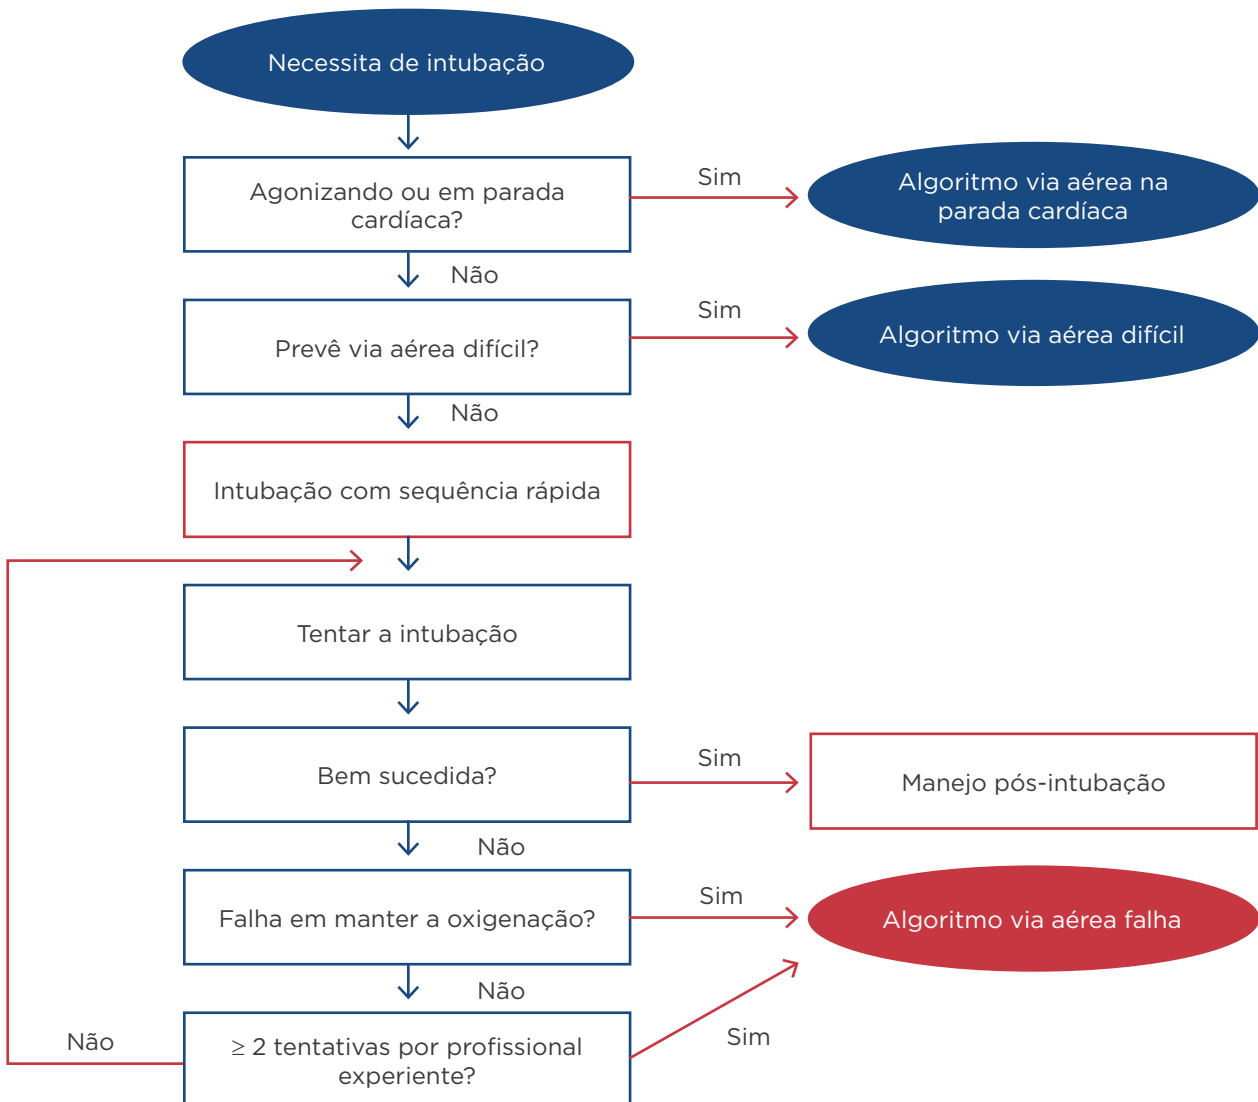 Necessita de intubação
Agonizando ou em parada
cardíaca?
Sim
Algoritmo via aérea na
parada cardíaca
Não
Prevê via aérea difícil?
Sim
Algoritmo via aérea difícil
Não
Intubação com sequência rápida
Tentar a intubação
Bem sucedida?
Sim
Manejo pós-intubação
Não
Falha em manter a oxigenação?
Sim
Algoritmo via aérea falha
Não
≥ 2 tentativas por profissional
experiente?
Não
Sim